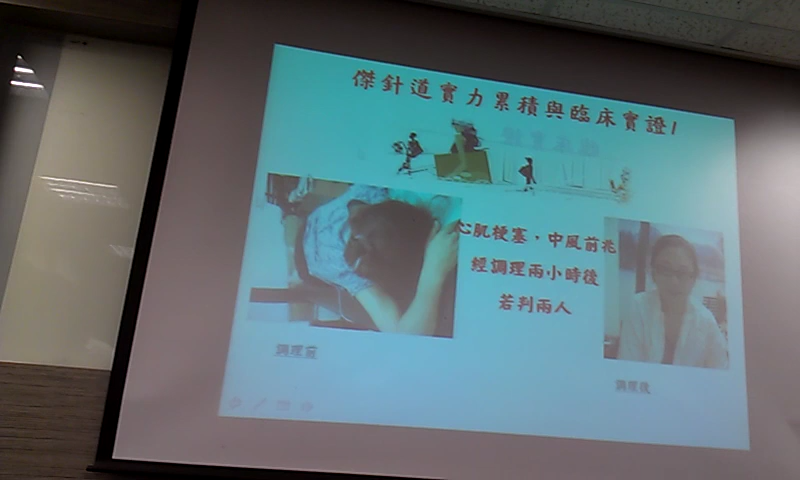 傑針道實力累積與臨床實證1
心肌梗塞，中風前兆
經調理兩小時後
若判兩人
調理前
調理後